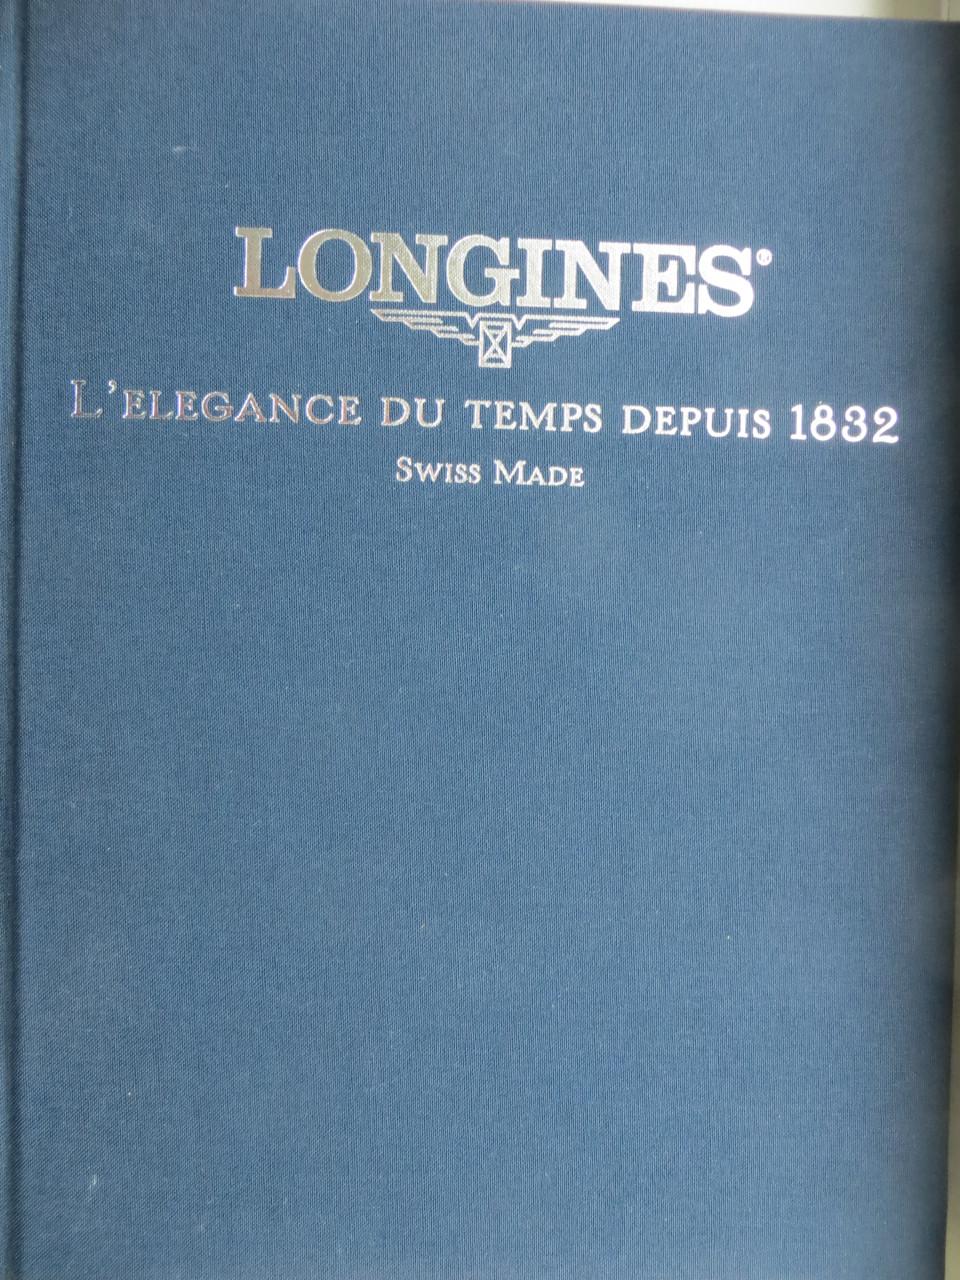 LONGINES®
L'ELEGANCE DU TEMPS DEPUIS 1832
SWISS MADE